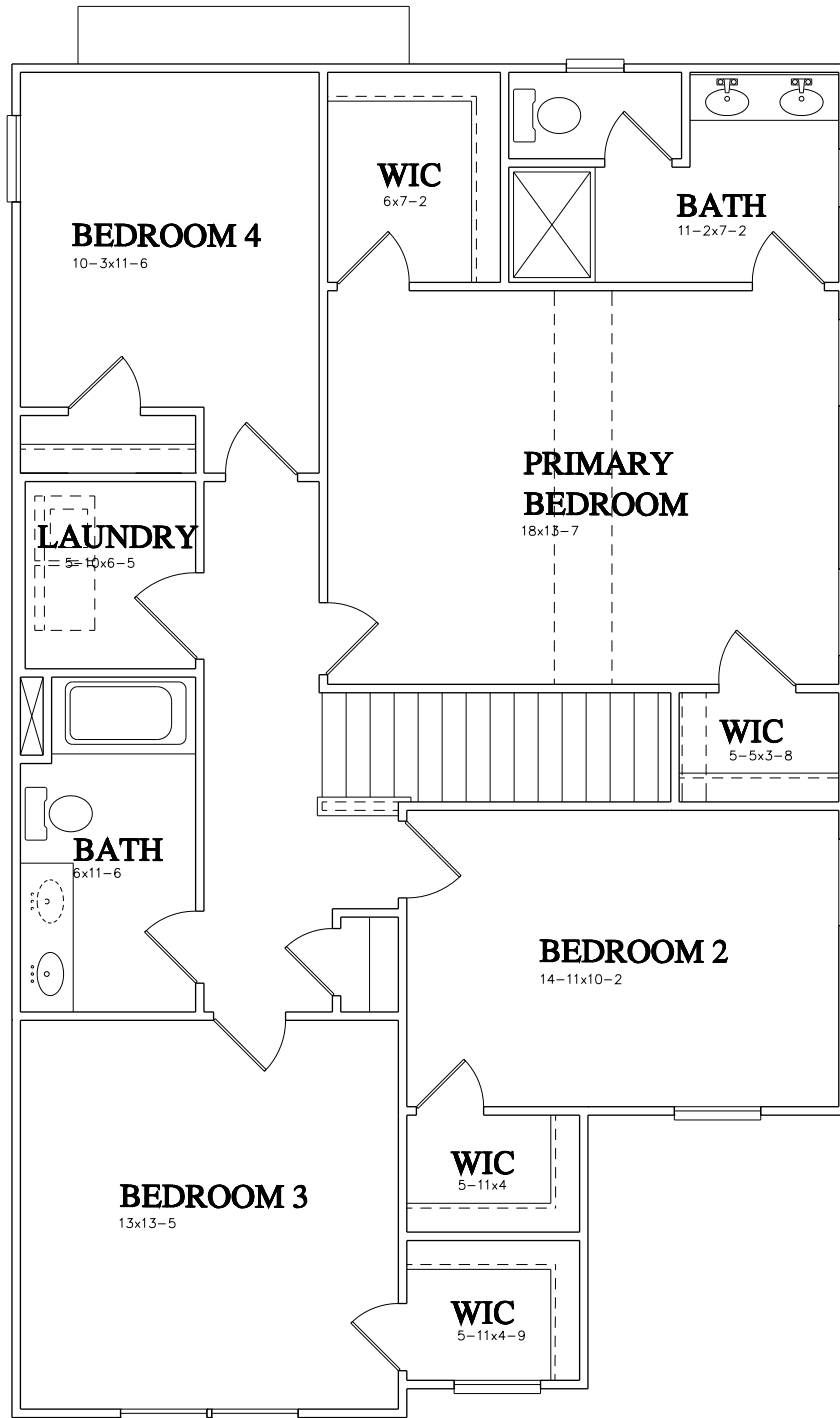 WIC
6x7-2
BATH
11-2x7-2
BEDROOM 4
10-3x11-6
PRIMARY
BEDROOM
18x13-7
LAUNDRY
5-10x6-5
WIC
5-5x3-8
BATH
6x11-6
BEDROOM 2
14-11x10-2
WIC
5-11x4
BEDROOM 3
13x13-5
WIC
5-11x4-9